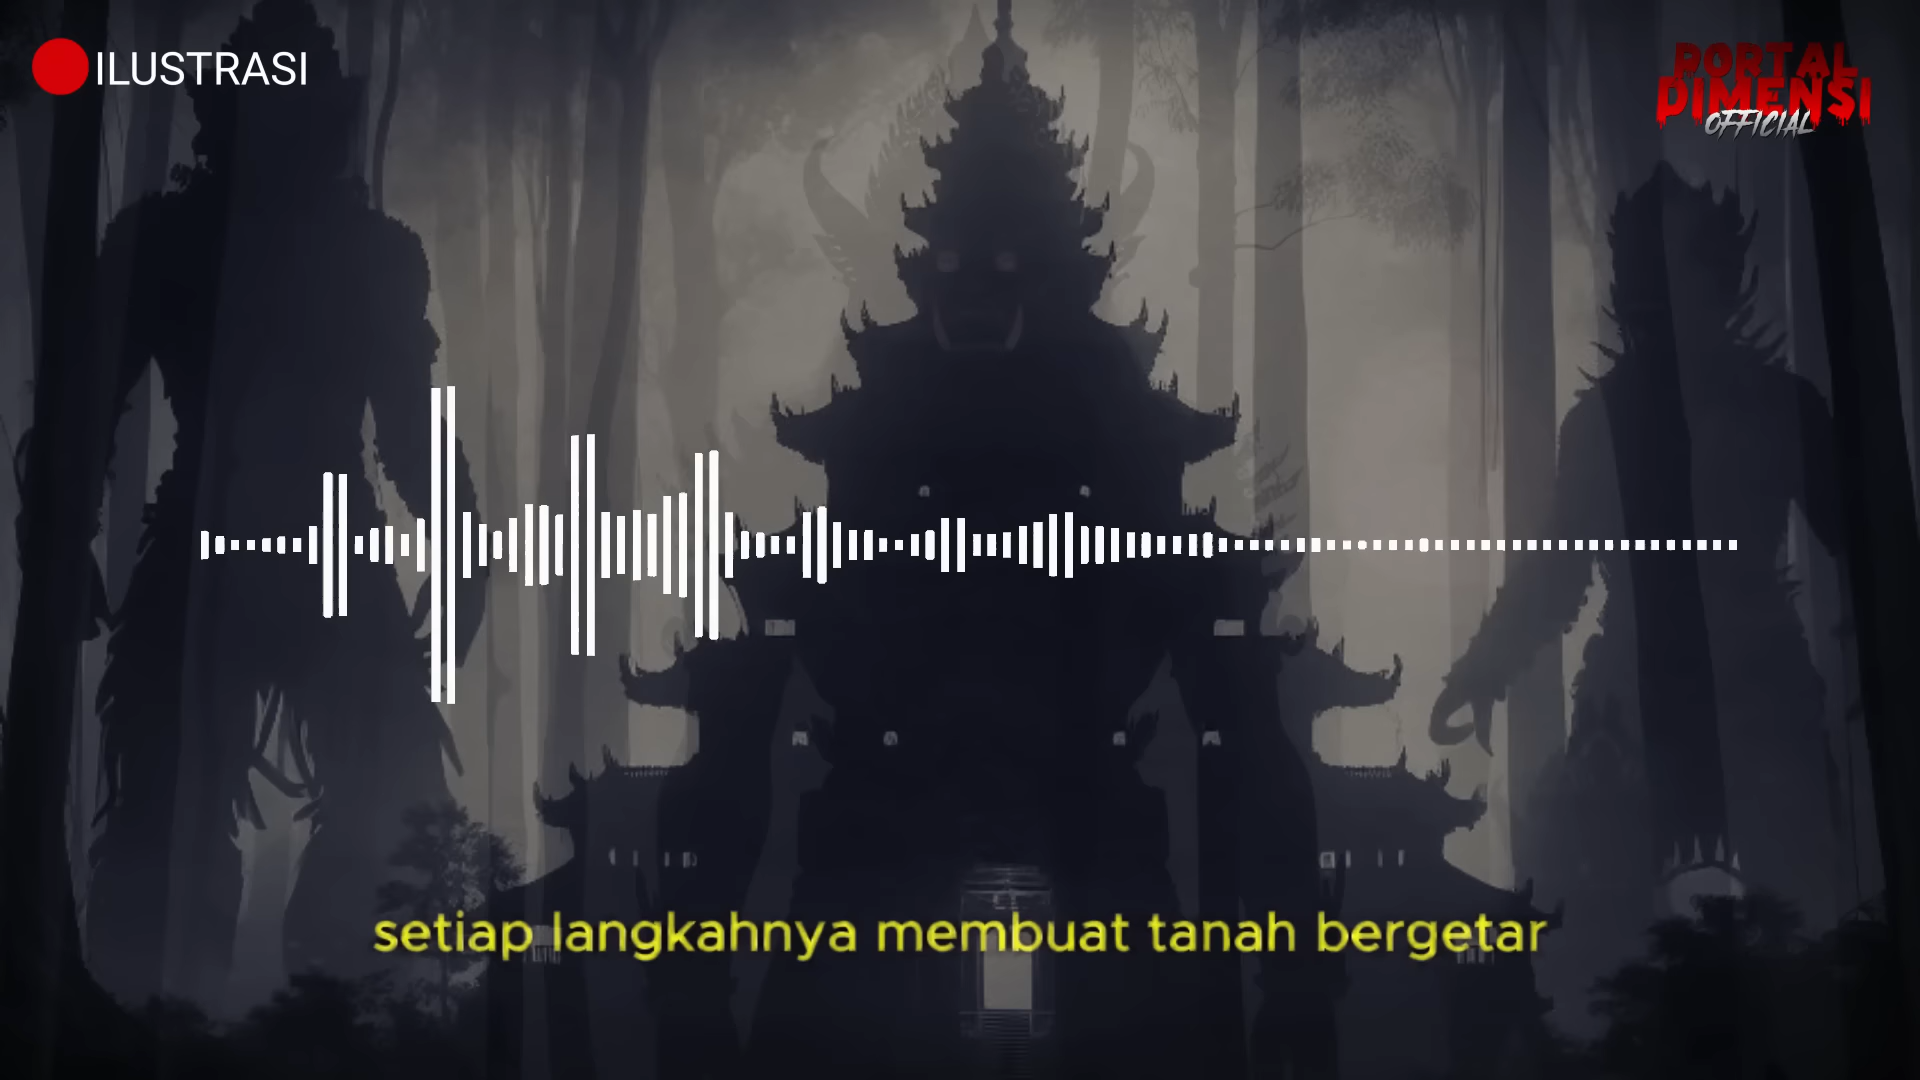 ILUSTRASI
PORTAL
DIMENSI
OFFICIAL
setiap langkahnya membuat tanah bergetar